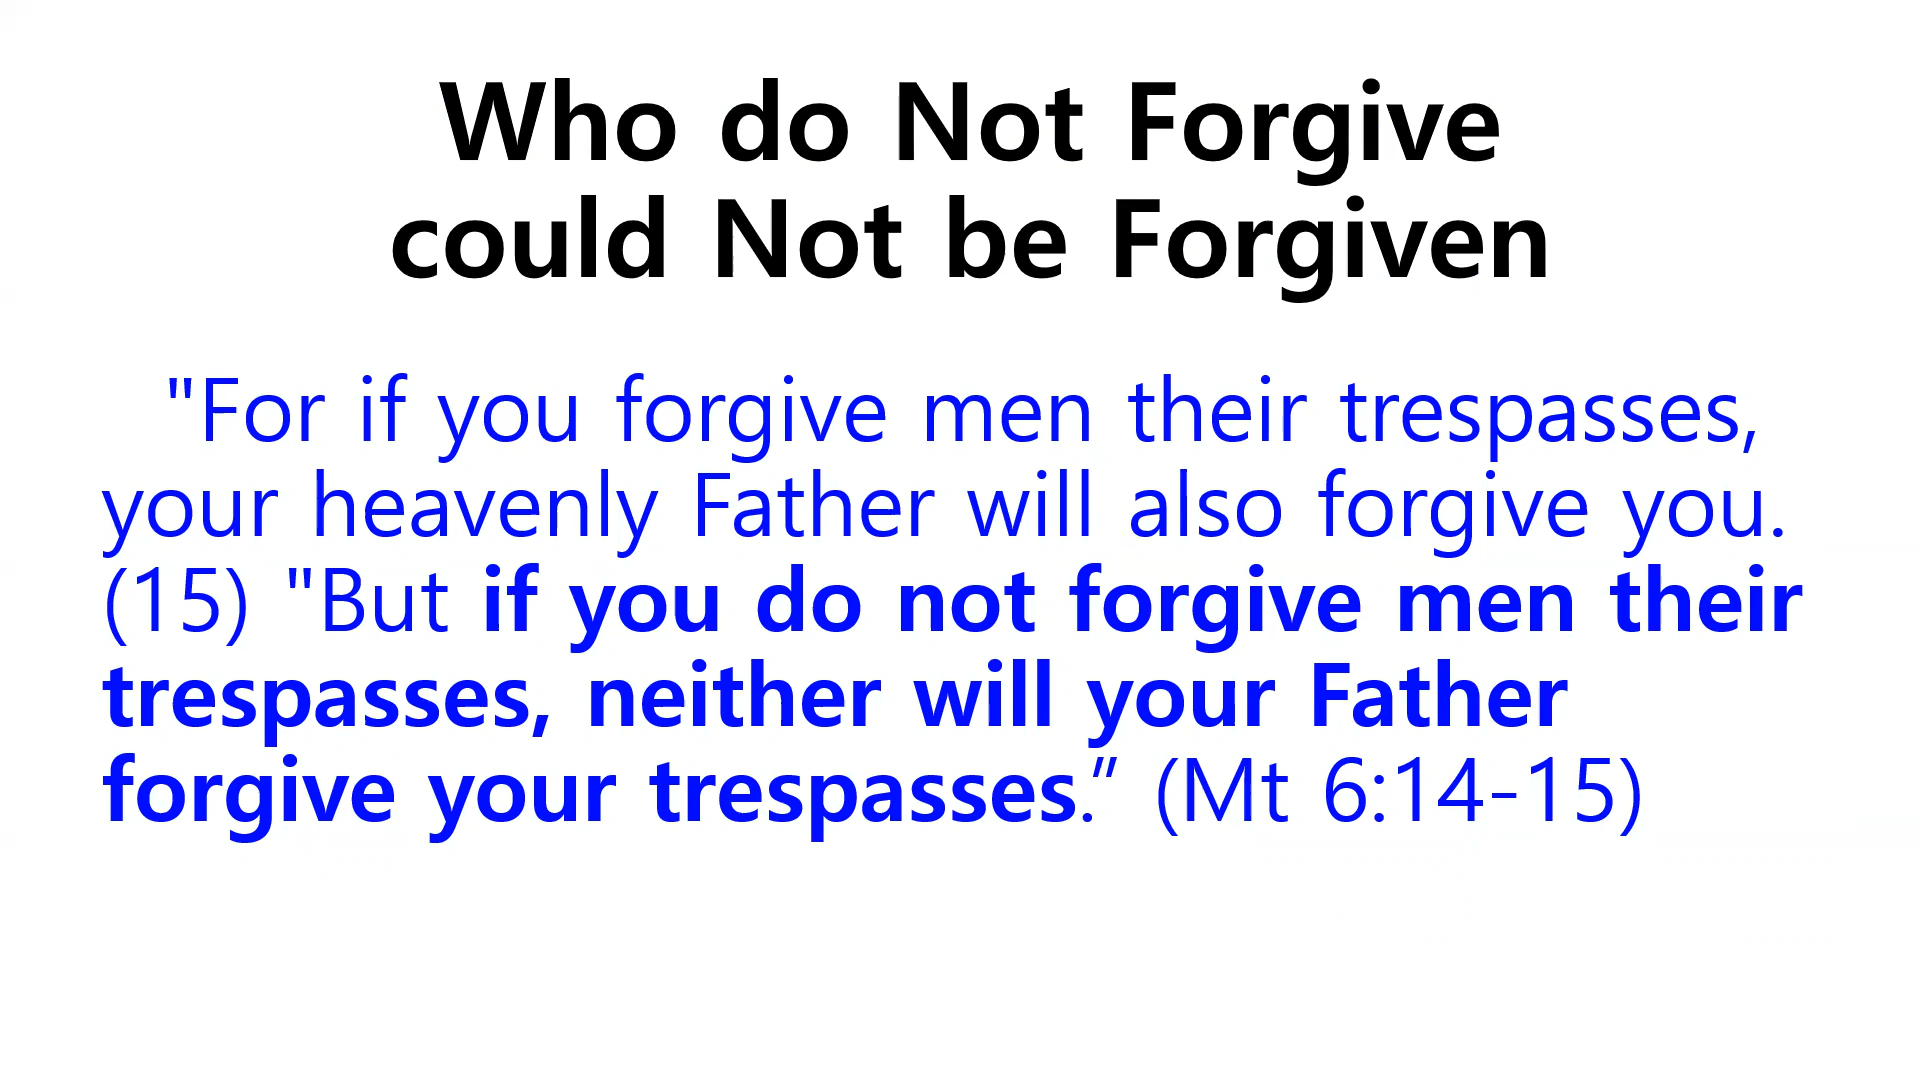 Who do Not Forgive
could Not be Forgiven
"For if you forgive men their trespasses,
your heavenly Father will also forgive you.
(15) "But if you do not forgive men their
trespasses, neither will your Father
forgive your trespasses.” (Mt 6:14-15)